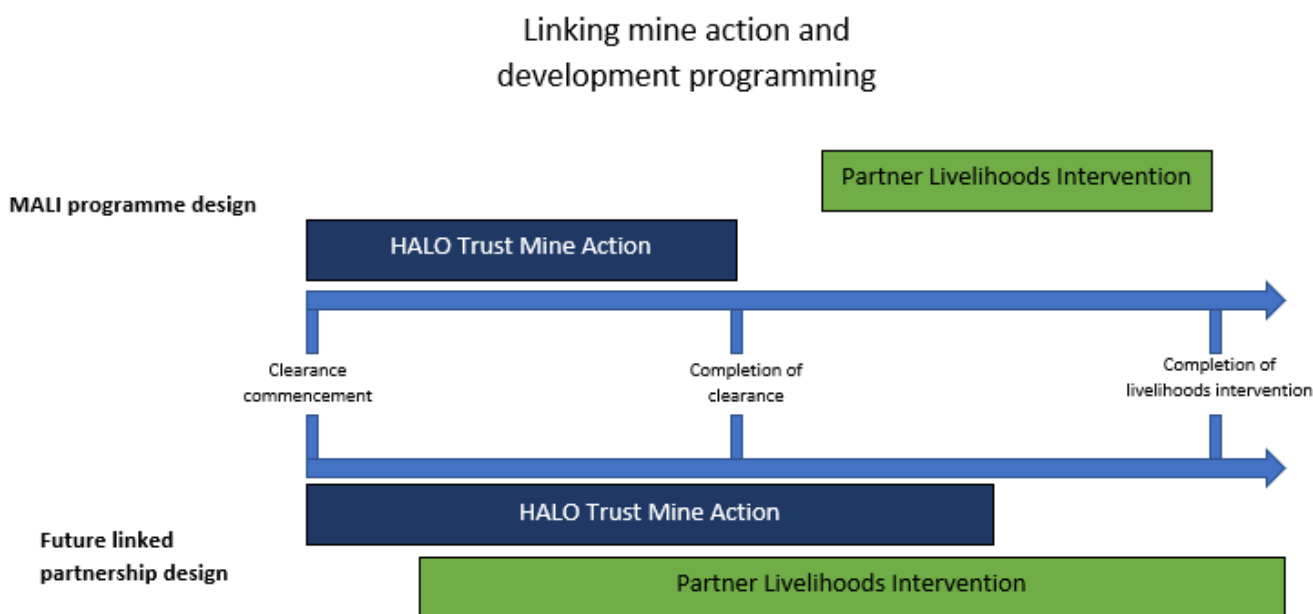 Linking mine action and
development programming
Partner Livelihoods Intervention
MALI programme design
HALO Trust Mine Action
Clearance
commencement
Completion of
clearance
Completion of
livelihoods intervention
HALO Trust Mine Action
Future linked
partnership design
Partner Livelihoods Intervention